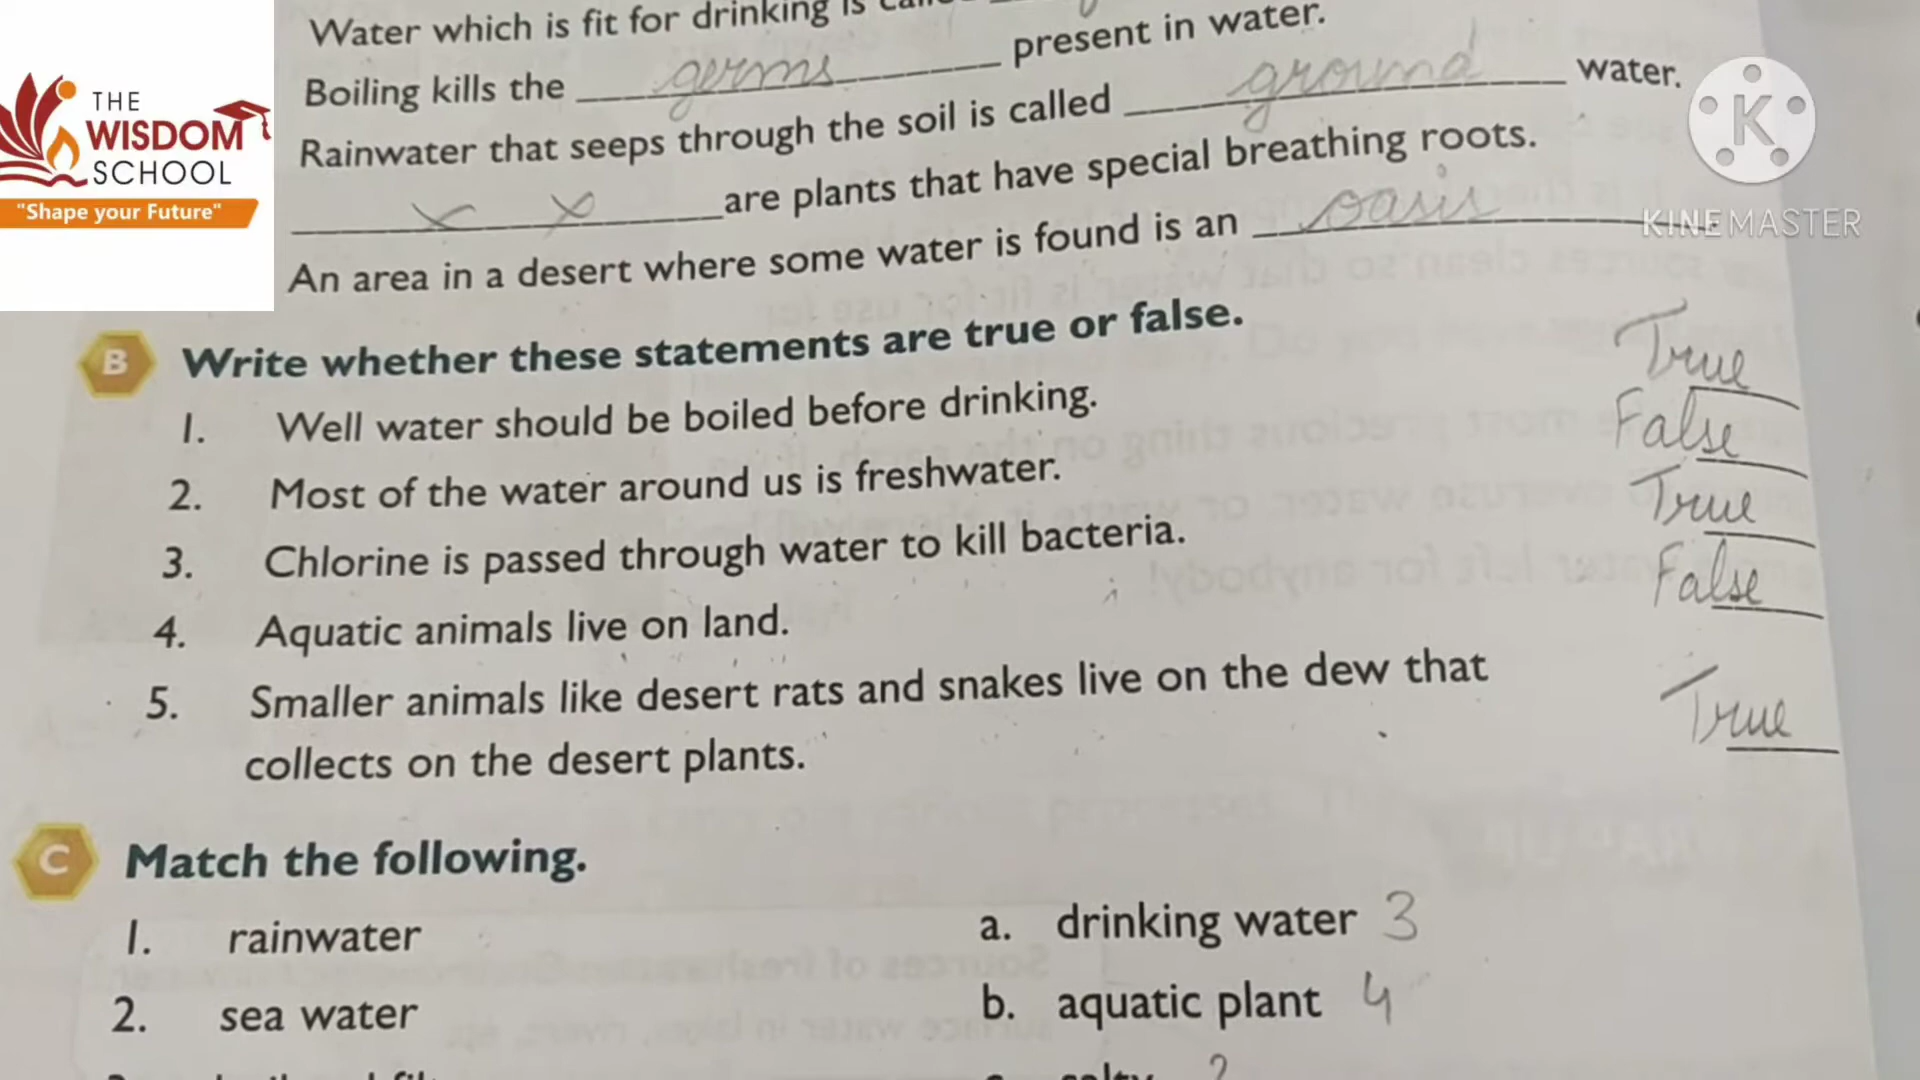 Water which is fit for drinking is
THE
WISDOM
SCHOOL
"Shape your Future"
Boiling kills the germs present in water.
Rainwater that seeps through the soil is called ground water.
x x are plants that have special breathing roots.
An area in a desert where some water is found is an oasis
K
KINEMASTER
B Write whether these statements are true or false.
1. Well water should be boiled before drinking. True
2. Most of the water around us is freshwater. False
3. Chlorine is passed through water to kill bacteria. True
4. Aquatic animals live on land. False
5. Smaller animals like desert rats and snakes live on the dew that
collects on the desert plants. True
C Match the following.
1. rainwater a. drinking water 3
2. sea water b. aquatic plant 4
salty 2